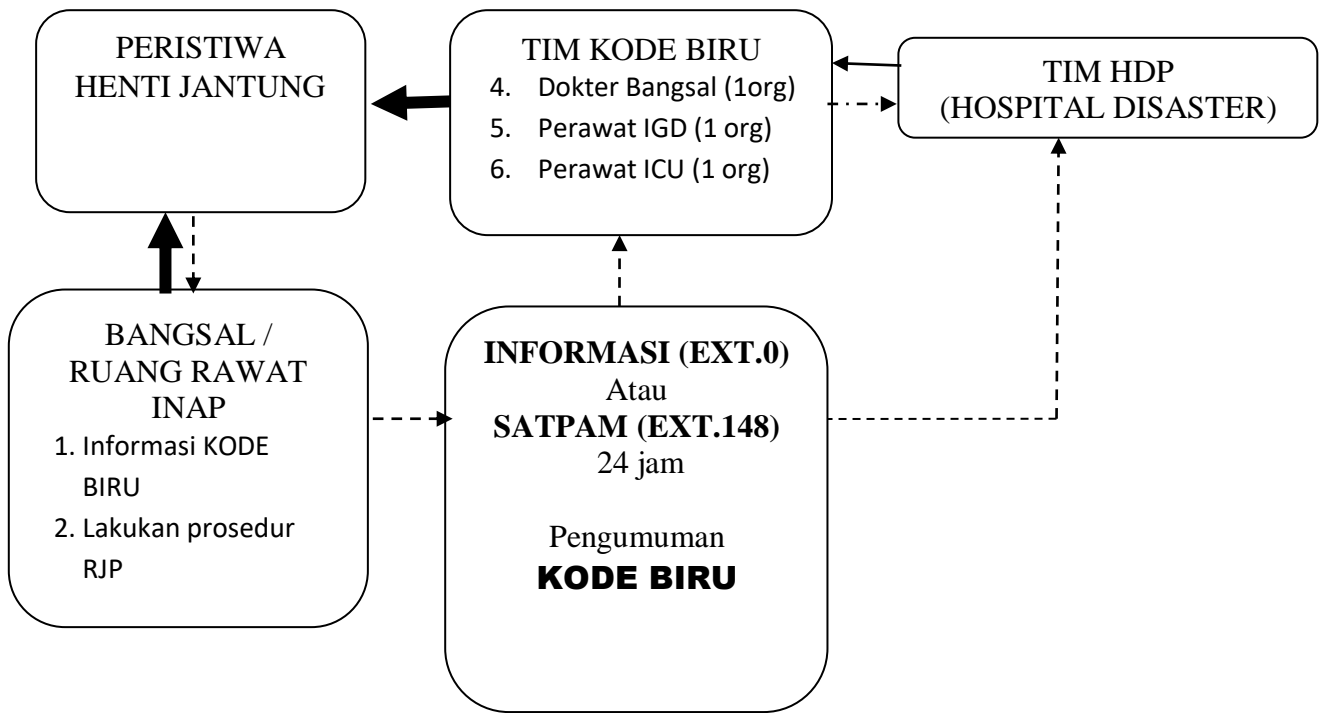 PERISTIWA
HENTI JANTUNG
TIM KODE BIRU
4. Dokter Bangsal (1org)
5. Perawat IGD (1 org)
6. Perawat ICU (1 org)
TIM HDP
(HOSPITAL DISASTER)
BANGSAL /
RUANG RAWAT
INAP
1. Informasi KODE
BIRU
2. Lakukan prosedur
RJP
INFORMASI (EXT.0)
Atau
SATPAM (EXT.148)
24 jam
Pengumuman
KODE BIRU